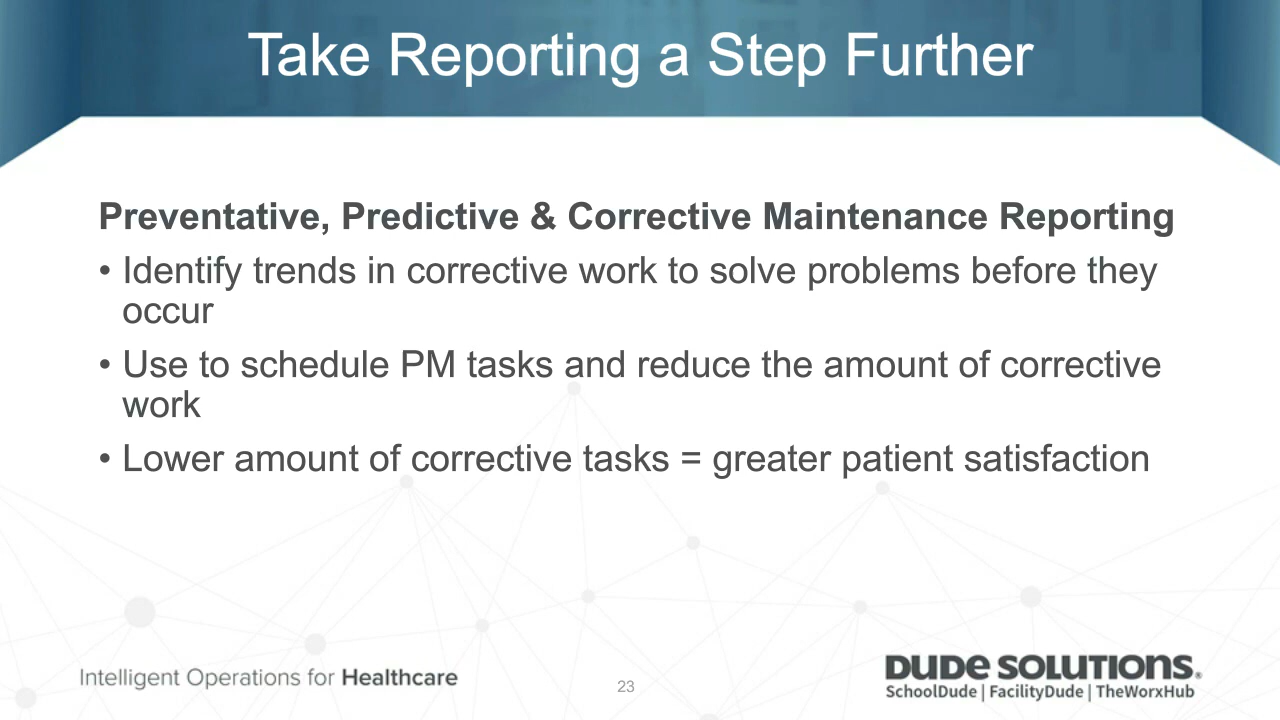 Take Reporting a Step Further
Preventative, Predictive & Corrective Maintenance Reporting
• Identify trends in corrective work to solve problems before they
occur
• Use to schedule PM tasks and reduce the amount of corrective
work
• Lower amount of corrective tasks = greater patient satisfaction
Intelligent Operations for Healthcare
23
DUDE SOLUTIONS®
SchoolDude | FacilityDude | TheWorxHub